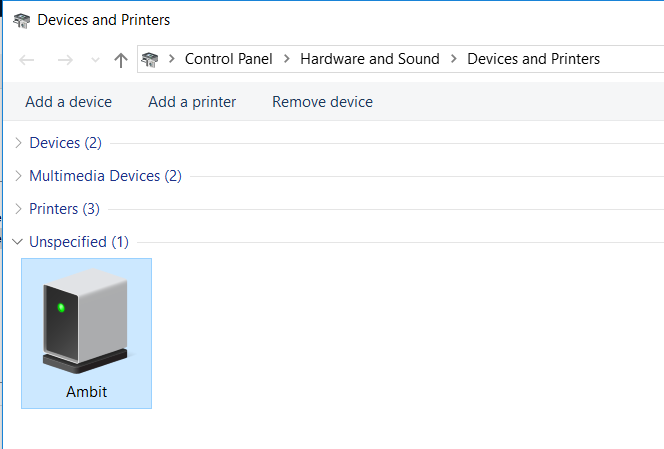 Devices and Printers
Control Panel > Hardware and Sound > Devices and Printers
Add a device Add a printer Remove device
Devices (2)
Multimedia Devices (2)
Printers (3)
Unspecified (1)
Ambit